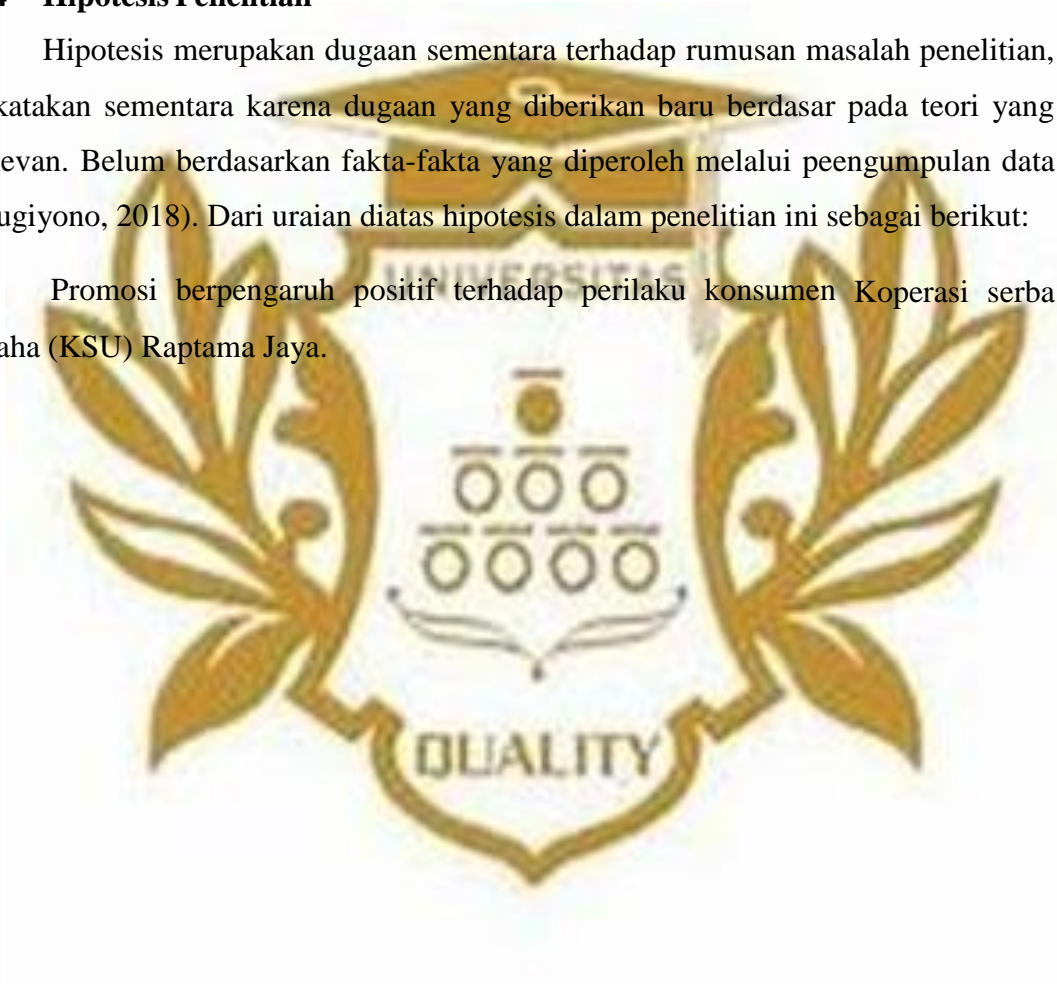 4 Hipotesis Penelitian
Hipotesis merupakan dugaan sementara terhadap rumusan masalah penelitian,
katakan sementara karena dugaan yang diberikan baru berdasar pada teori yang
evan. Belum berdasarkan fakta-fakta yang diperoleh melalui peengumpulan data
ugiyono, 2018). Dari uraian diatas hipotesis dalam penelitian ini sebagai berikut:
Promosi berpengaruh positif terhadap perilaku konsumen Koperasi serba
aha (KSU) Raptama Jaya.
UNIVERSITAS
QUALITY